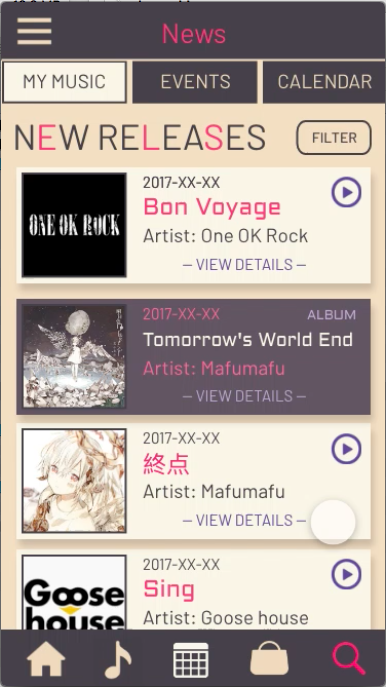 News
MY MUSIC
EVENTS
CALENDAR
NEW RELEASES
FILTER
ONE OK ROCK
2017-XX-XX
Bon Voyage
Artist: One OK Rock
— VIEW DETAILS —
2017-XX-XX
ALBUM
Tomorrow's World End
Artist: Mafumafu
— VIEW DETAILS —
2017-XX-XX
終点
Artist: Mafumafu
— VIEW DETAILS —
Goose
house
2017-XX-XX
Sing
Artist: Goose house